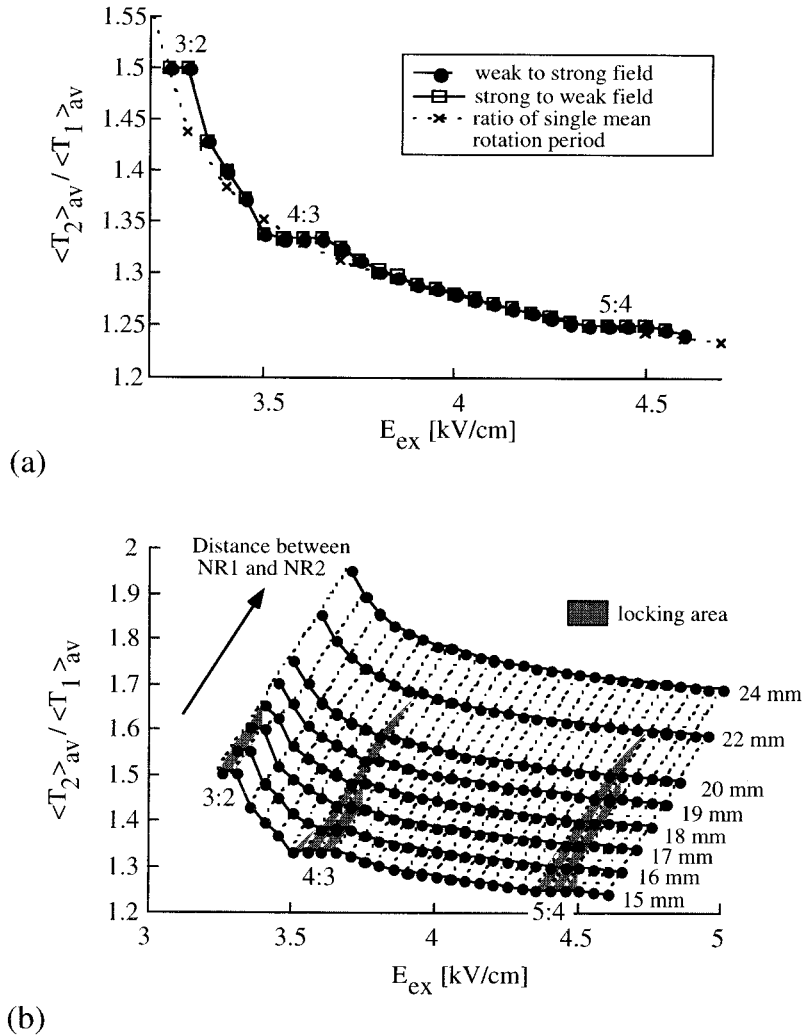 1.55
1.5
1.45
1.4
1.35
1.3
1.25
1.2
<T2>av / <T1>av
3:2
4:3
5:4
weak to strong field
strong to weak field
ratio of single mean
rotation period
3.5
4
4.5
Eex [kV/cm]
(a)
2
1.9
1.8
1.7
1.6
1.5
1.4
1.3
1.2
<T2>av / <T1>av
Distance between
NR1 and NR2
locking area
24 mm
22 mm
20 mm
19 mm
18 mm
17 mm
16 mm
15 mm
3:2
4:3
5:4
3
3.5
4
4.5
5
Eex [kV/cm]
(b)